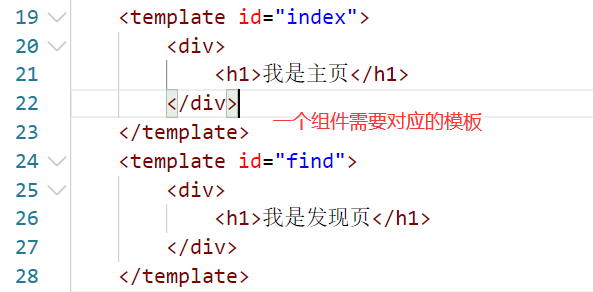 19 <template id="index">
20 <div>
21 <h1>我是主页</h1>
22 </div>
一个组件需要对应的模板
23 </template>
24 <template id="find">
25 <div>
26 <h1>我是发现页</h1>
27 </div>
28 </template>